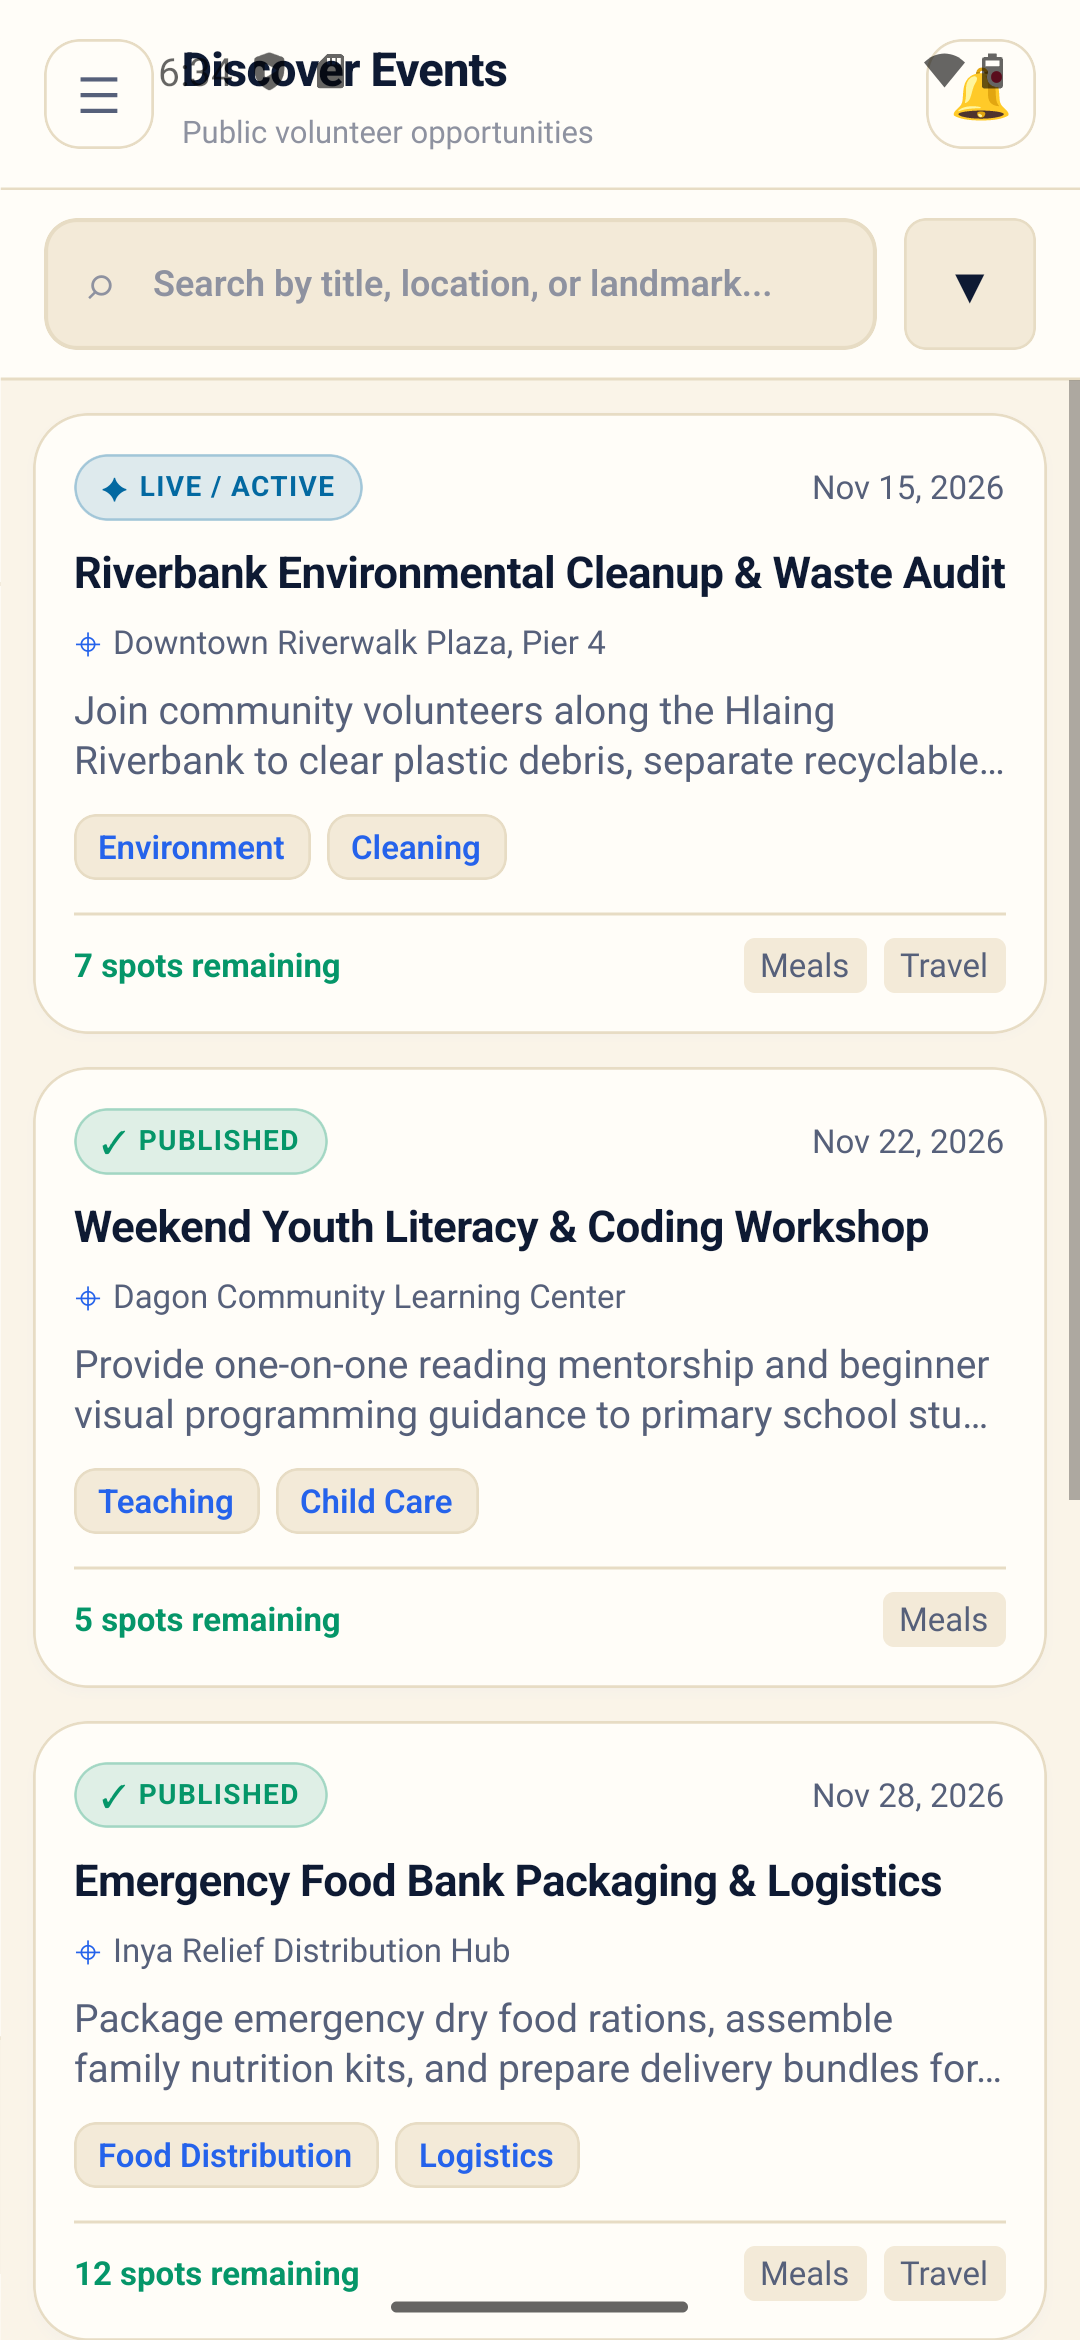 Discover Events
Public volunteer opportunities
Search by title, location, or landmark...
LIVE / ACTIVE
Nov 15, 2026
Riverbank Environmental Cleanup & Waste Audit
Downtown Riverwalk Plaza, Pier 4
Join community volunteers along the Hlaing
Riverbank to clear plastic debris, separate recyclable...
Environment
Cleaning
7 spots remaining
Meals
Travel
✓ PUBLISHED
Nov 22, 2026
Weekend Youth Literacy & Coding Workshop
Dagon Community Learning Center
Provide one-on-one reading mentorship and beginner
visual programming guidance to primary school stu...
Teaching
Child Care
5 spots remaining
Meals
✓ PUBLISHED
Nov 28, 2026
Emergency Food Bank Packaging & Logistics
Inya Relief Distribution Hub
Package emergency dry food rations, assemble
family nutrition kits, and prepare delivery bundles for...
Food Distribution
Logistics
12 spots remaining
Meals
Travel